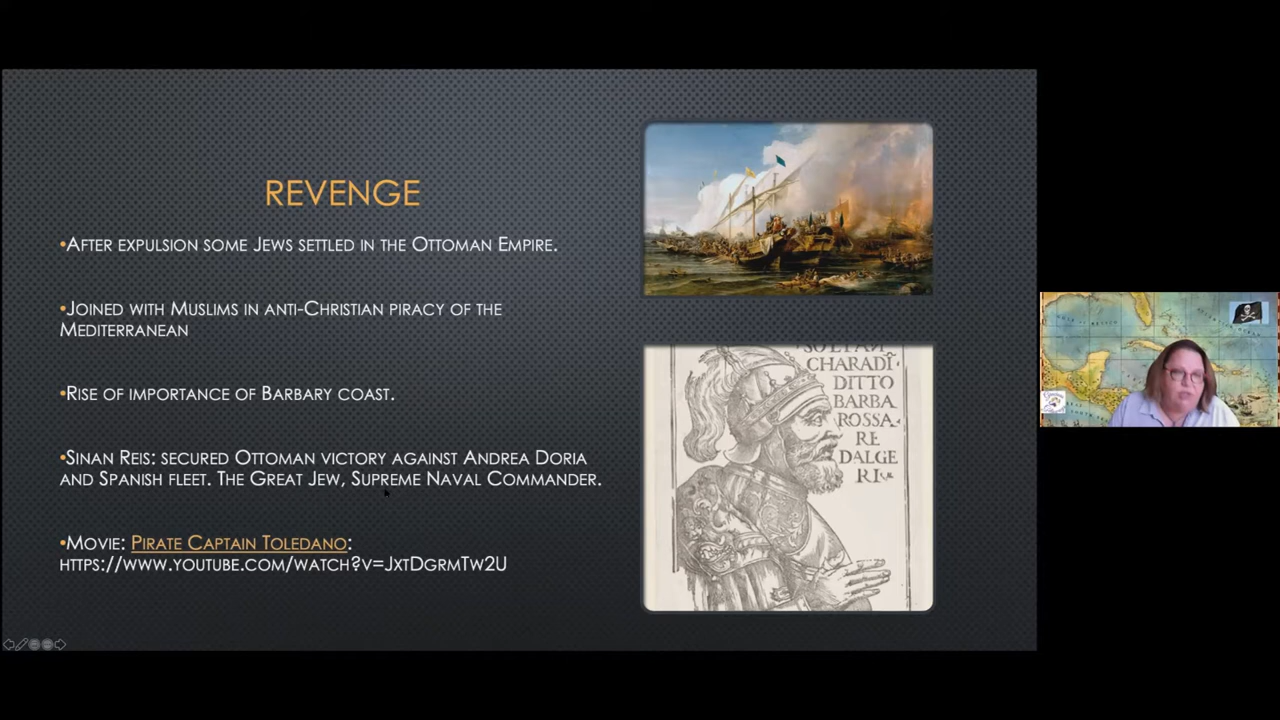 REVENGE
•AFTER EXPULSION SOME JEWS SETTLED IN THE OTTOMAN EMPIRE.
•JOINED WITH MUSLIMS IN ANTI-CHRISTIAN PIRACY OF THE
MEDITERRANEAN
•RISE OF IMPORTANCE OF BARBARY COAST.
•SINAN REIS: SECURED OTTOMAN VICTORY AGAINST ANDREA DORIA
AND SPANISH FLEET. THE GREAT JEW, SUPREME NAVAL COMMANDER.
•MOVIE: PIRATE CAPTAIN TOLEDANO:
HTTPS://WWW.YOUTUBE.COM/WATCH?V=JXTDGRMTW2U
CHARADI
DITTO
BARBA
ROSSA
RE
DALGE
RI